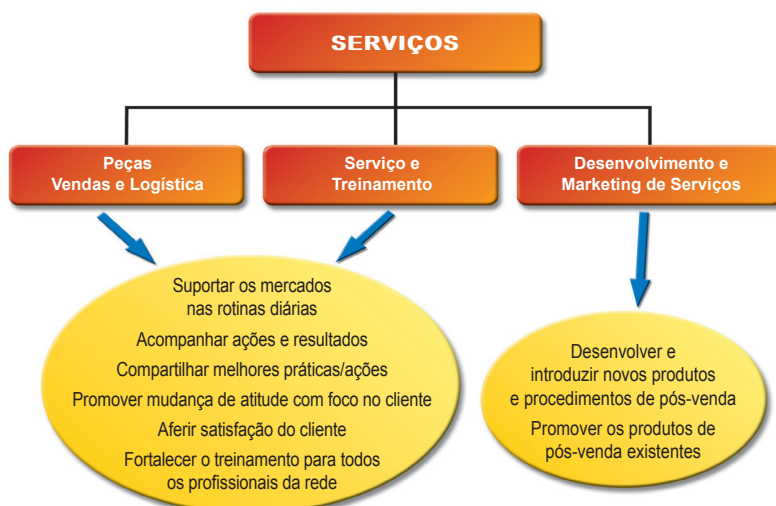 SERVIÇOS
Peças
Vendas e Logística
Serviço e
Treinamento
Desenvolvimento e
Marketing de Serviços
Suportar os mercados
nas rotinas diárias
Acompanhar ações e resultados
Compartilhar melhores práticas/ações
Promover mudança de atitude com foco no cliente
Aferir satisfação do cliente
Fortalecer o treinamento para todos
os profissionais da rede
Desenvolver e
introduzir novos produtos
e procedimentos de pós-venda
Promover os produtos de
pós-venda existentes